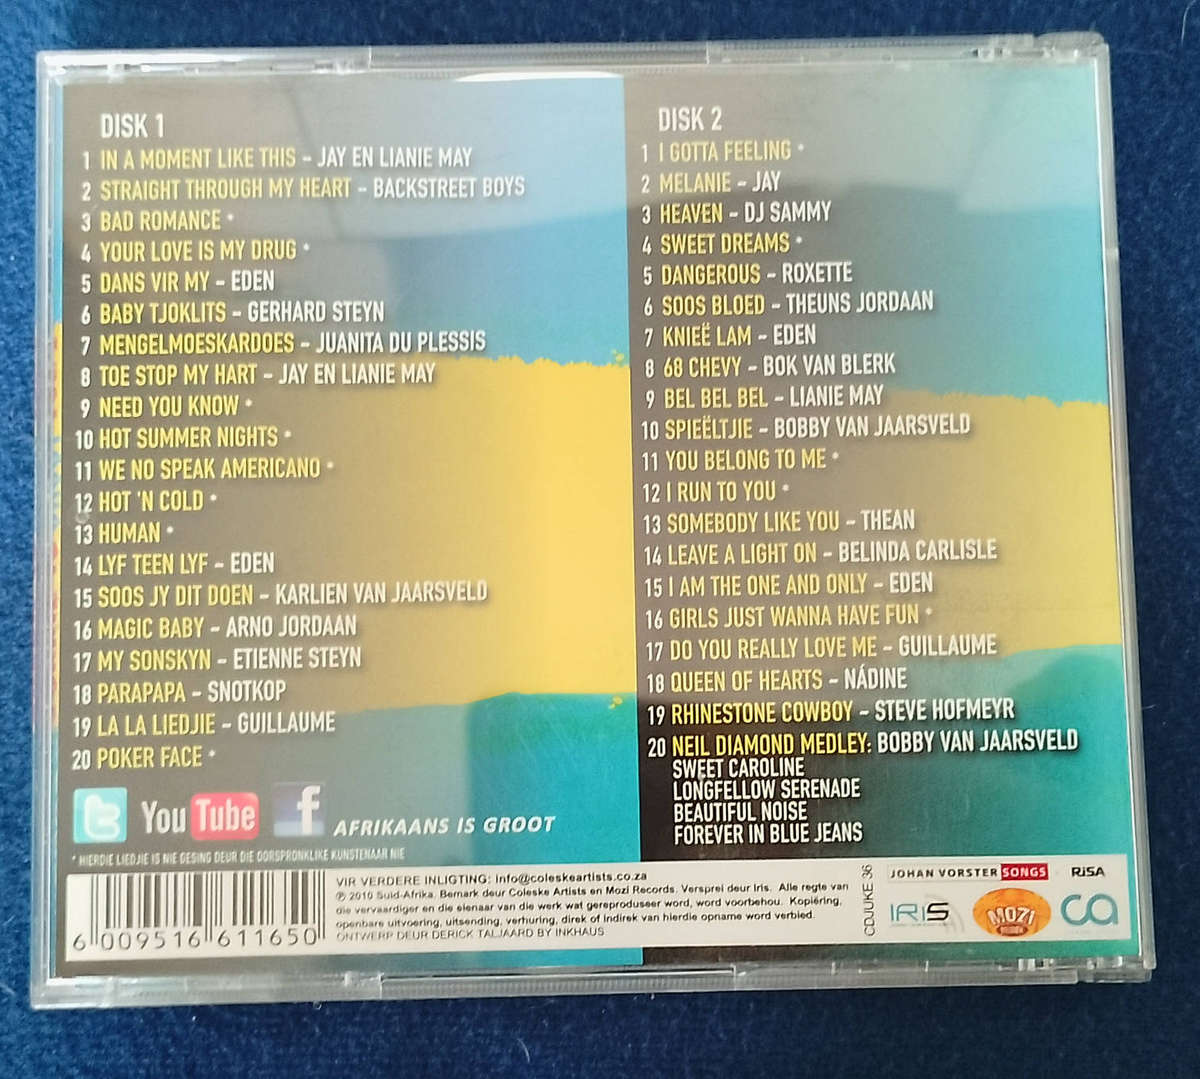 DISK 1
1 IN A MOMENT LIKE THIS – JAY EN LIANIE MAY
2 STRAIGHT THROUGH MY HEART – BACKSTREET BOYS
3 BAD ROMANCE *
4 YOUR LOVE IS MY DRUG *
5 DANS VIR MY – EDEN
6 BABY TJOKLITS – GERHARD STEYN
7 MENGELMOESKARDOES – JUANITA DU PLESSIS
8 TOE STOP MY HART – JAY EN LIANIE MAY
9 NEED YOU KNOW *
10 HOT SUMMER NIGHTS *
11 WE NO SPEAK AMERICANO *
12 HOT 'N COLD *
13 HUMAN *
14 LYF TEEN LYF – EDEN
15 SOOS JY DIT DOEN – KARLIEN VAN JAARSVELD
16 MAGIC BABY – ARNO JORDAAN
17 MY SONSKYN – ETIENNE STEYN
18 PARAPAPA – SNOTKOP
19 LA LA LIEDJIE – GUILLAUME
20 POKER FACE *
DISK 2
1 I GOTTA FEELING *
2 MELANIE – JAY
3 HEAVEN – DJ SAMMY
4 SWEET DREAMS *
5 DANGEROUS – ROXETTE
6 SOOS BLOED – THEUNS JORDAAN
7 KNIEË LAM – EDEN
8 68 CHEVY – BOK VAN BLERK
9 BEL BEL BEL – LIANIE MAY
10 SPIEËLTJIE – BOBBY VAN JAARSVELD
11 YOU BELONG TO ME *
12 I RUN TO YOU *
13 SOMEBODY LIKE YOU – THEAN
14 LEAVE A LIGHT ON – BELINDA CARLISLE
15 I AM THE ONE AND ONLY – EDEN
16 GIRLS JUST WANNA HAVE FUN *
17 DO YOU REALLY LOVE ME – GUILLAUME
18 QUEEN OF HEARTS – NÁDINE
19 RHINESTONE COWBOY – STEVE HOFMEYR
20 NEIL DIAMOND MEDLEY: BOBBY VAN JAARSVELD
SWEET CAROLINE
LONGFELLOW SERENADE
BEAUTIFUL NOISE
FOREVER IN BLUE JEANS
t YouTube f AFRIKAANS IS GROOT
* HIERDIE LIEDJIE IS NIE GESING DEUR DIE OORSPRONKLIKE KUNSTENAAR NIE
6 009516 611650
VIR VERDERE INLIGTING: info@coleskeartists.co.za
℗ 2010 Suid-Afrika. Bemark deur Coleske Artists en Mozi Records. Versprei deur Iris. Alle regte van
die vervaardiger en die eienaar van die werk wat gereproduseer word, word voorbehou. Kopiëring,
openbare uitvoering, uitsending, verhuring, direk of indirek van hierdie opname word verbied.
ONTWERP DEUR DERICK TALJAARD BY INKHAUS
CDJUKE 36
JOHAN VORSTER SONGS
RiSA
IRIS
MOZI
ca